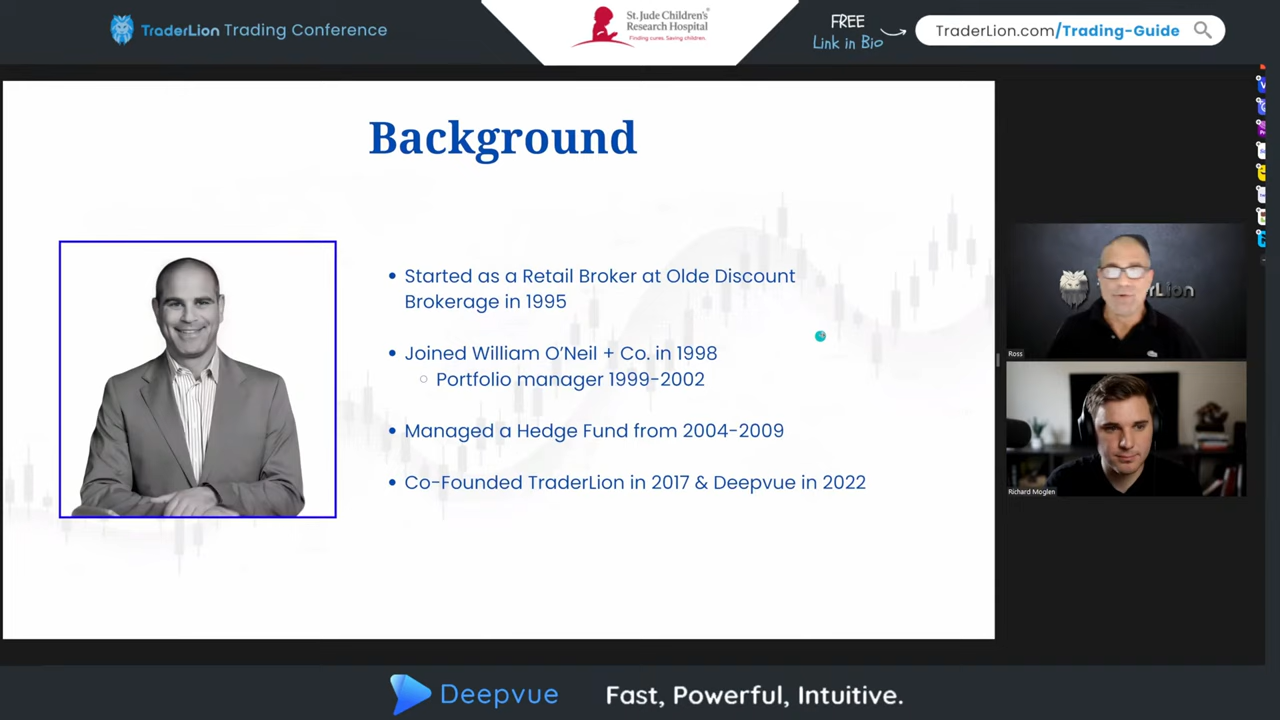 TraderLion Trading Conference
St. Jude Children's
Research Hospital
Finding cures. Saving children.
FREE
Link in Bio
TraderLion.com/Trading-Guide
Background
• Started as a Retail Broker at Olde Discount
Brokerage in 1995
• Joined William O’Neil + Co. in 1998
○ Portfolio manager 1999-2002
• Managed a Hedge Fund from 2004-2009
• Co-Founded TraderLion in 2017 & Deepvue in 2022
Ross
Richard Moglen
Deepvue
Fast, Powerful, Intuitive.